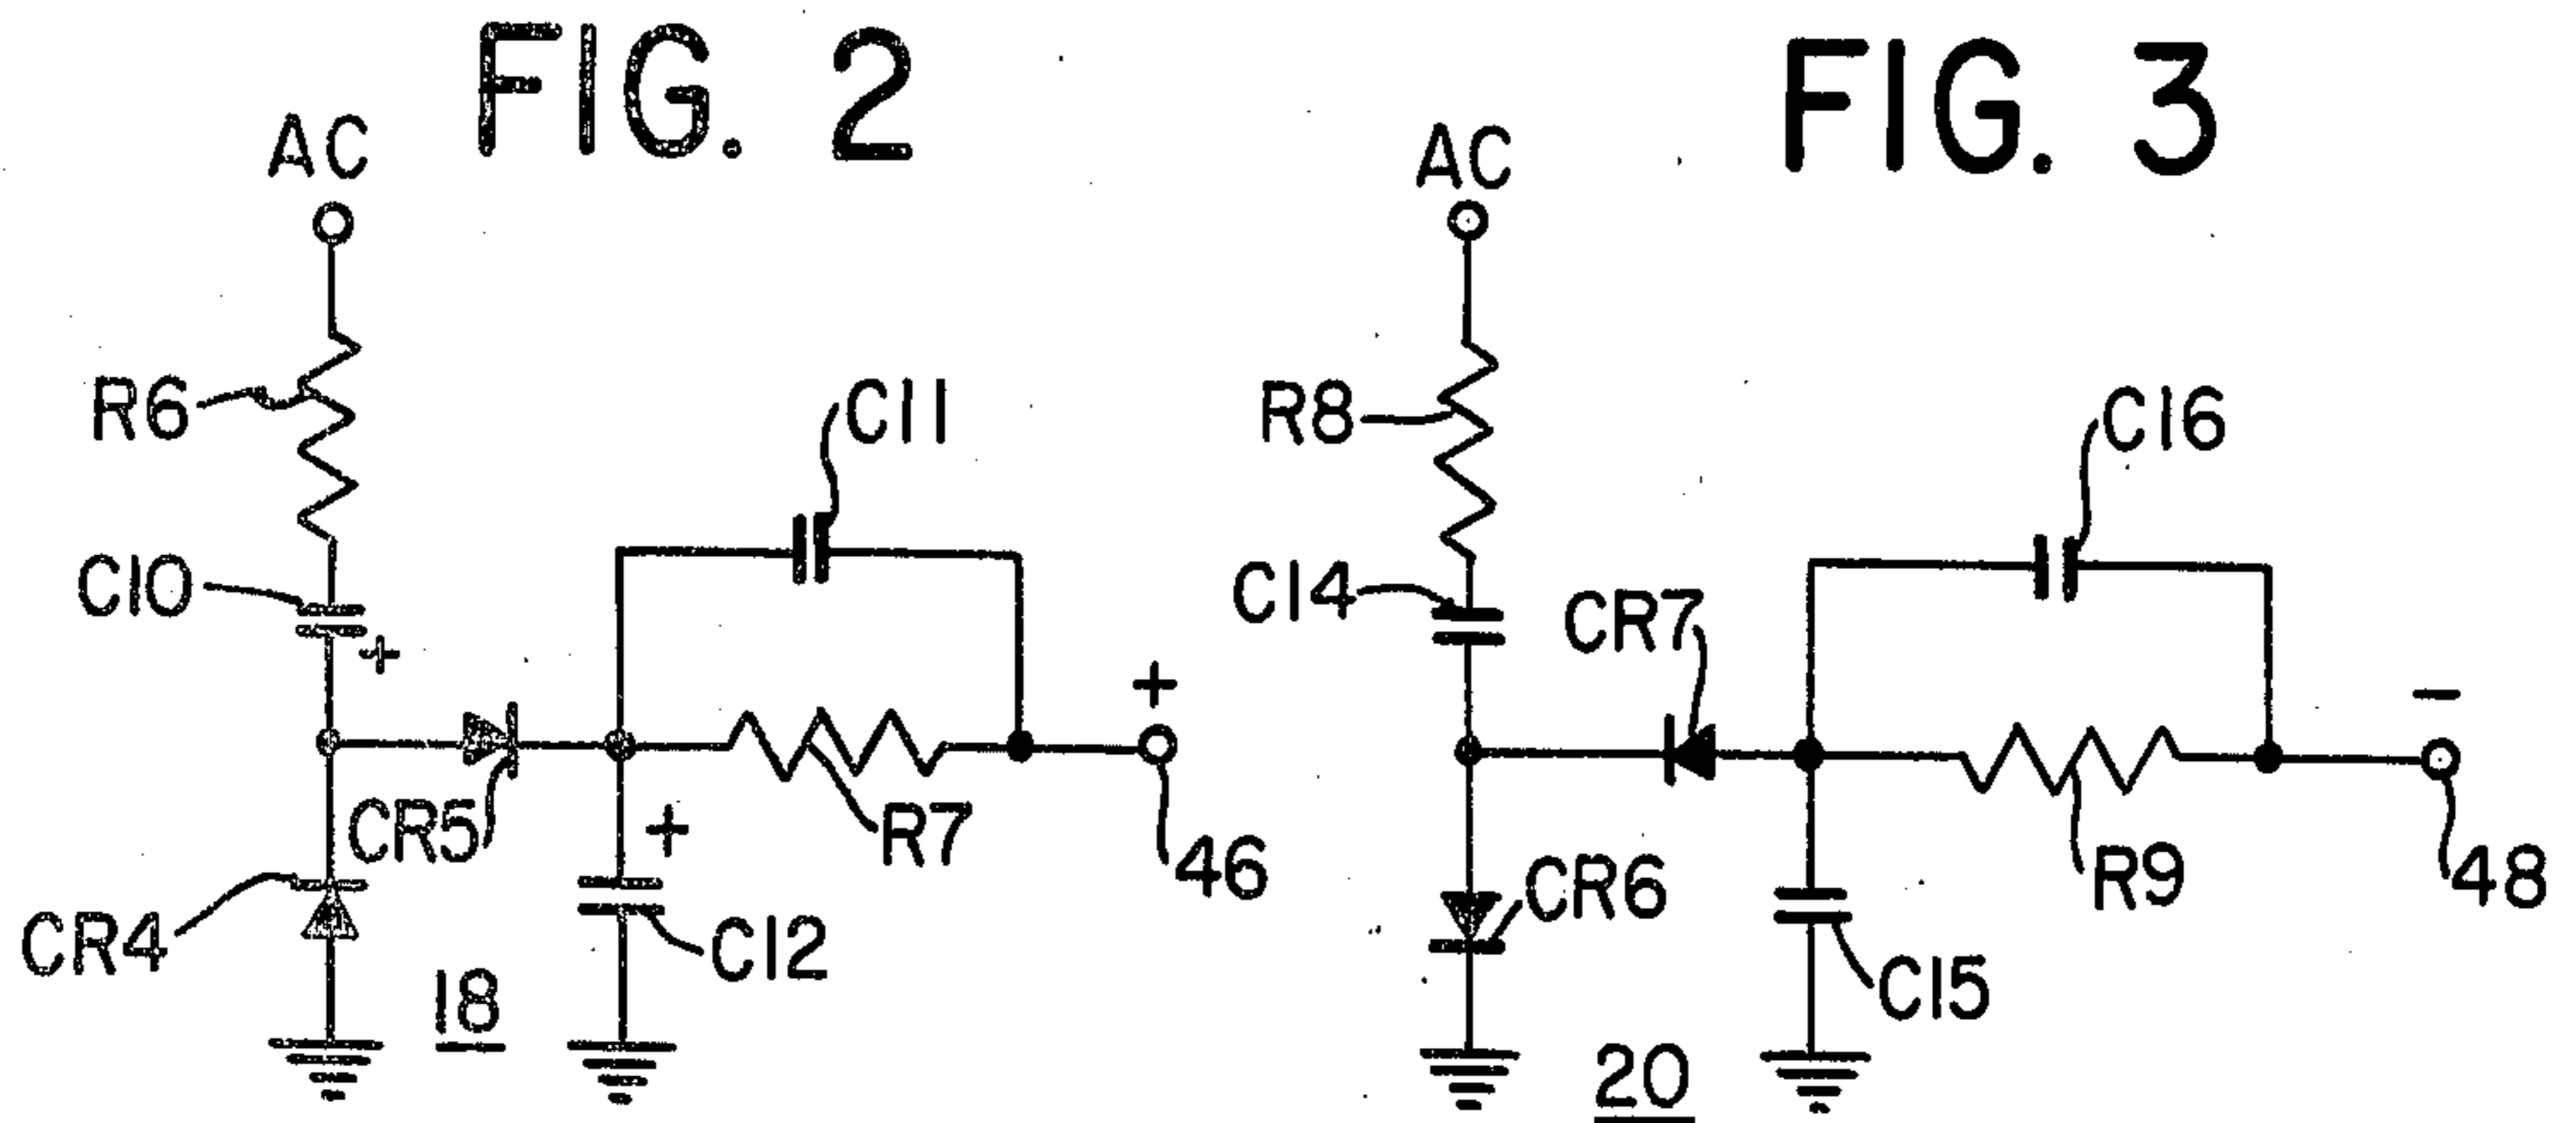 FIG. 2
AC
R6
C10
C11
+
CR5
+
R7
+
46
CR4
C12
18
FIG. 3
AC
R8
C14
CR7
C16
−
R9
48
CR6
C15
20